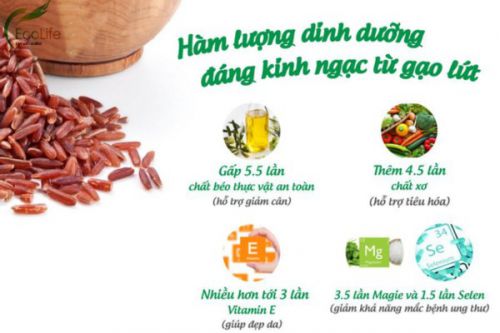 EcoLife
Hàm lượng dinh dưỡng
đáng kinh ngạc từ gạo lứt
Gấp 5.5 lần
chất béo thực vật an toàn
(hỗ trợ giảm cân)
Thêm 4.5 lần
chất xơ
(hỗ trợ tiêu hóa)
E
Nhiều hơn tới 3 lần
Vitamin E
(giúp đẹp da)
Mg
34
Se
Selenium
3.5 lần Magie và 1.5 lần Selen
(giảm khả năng mắc bệnh ung thư)